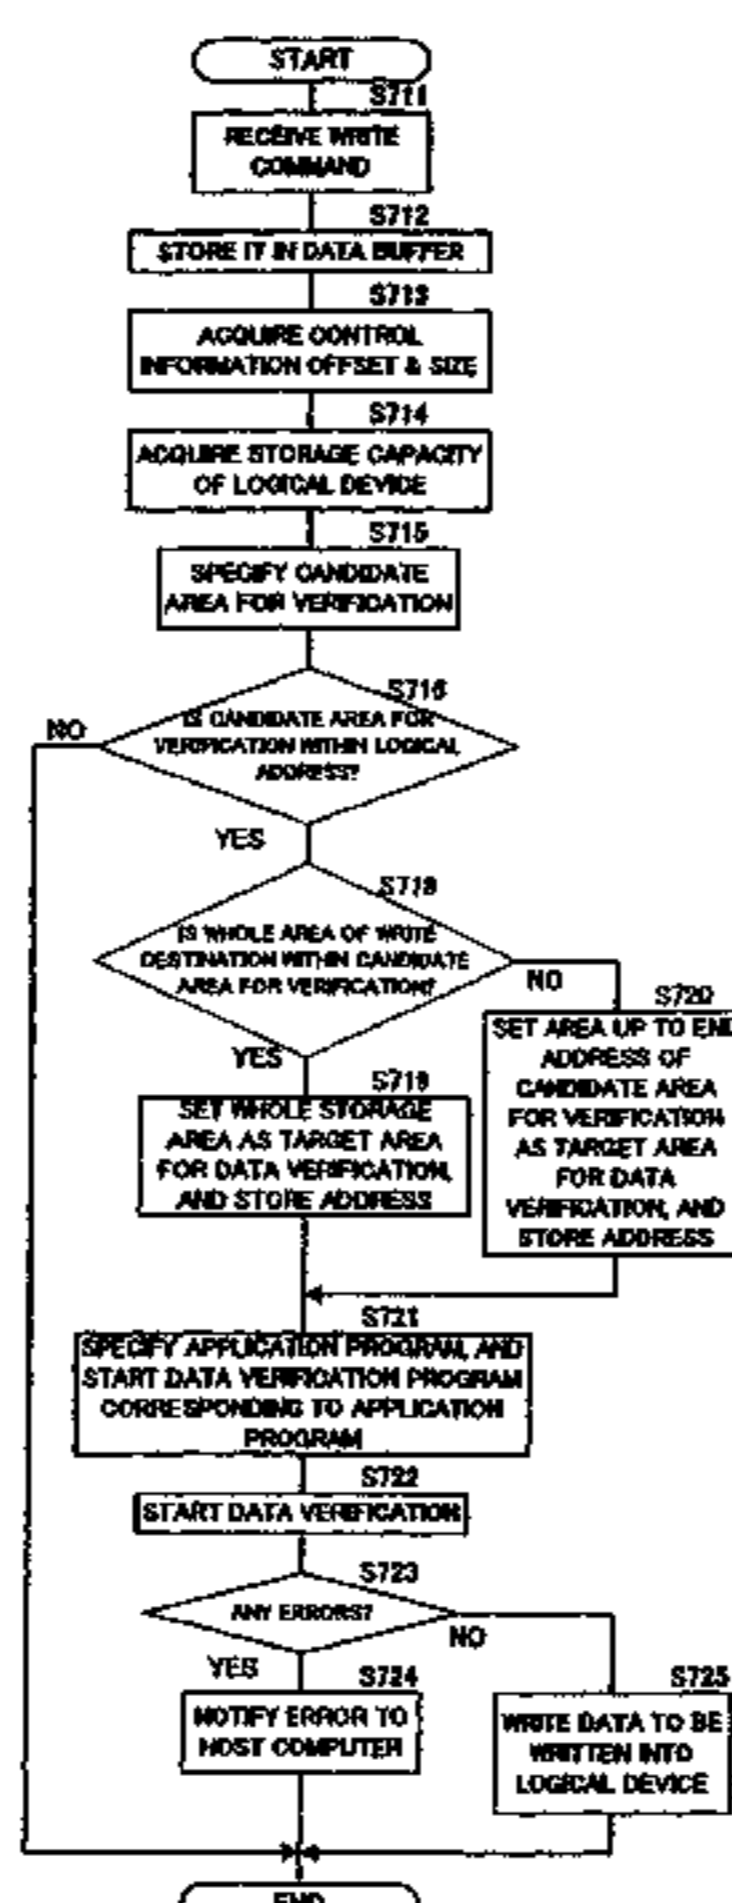 START
S711
RECEIVE WRITE
COMMAND
S712
STORE IT IN DATA BUFFER
S713
ACQUIRE CONTROL
INFORMATION OFFSET & SIZE
S714
ACQUIRE STORAGE CAPACITY
OF LOGICAL DEVICE
S715
SPECIFY CANDIDATE
AREA FOR VERIFICATION
S716
IS CANDIDATE AREA FOR
VERIFICATION WITHIN LOGICAL
ADDRESS?
NO
YES
IS WHOLE AREA OF WRITE
DESTINATION WITHIN CANDIDATE
AREA FOR VERIFICATION?
NO
YES
S720
SET AREA UP TO END
ADDRESS OF
CANDIDATE AREA
FOR VERIFICATION
AS TARGET AREA
FOR DATA
VERIFICATION, AND
STORE ADDRESS
S719
SET WHOLE STORAGE
AREA AS TARGET AREA
FOR DATA VERIFICATION,
AND STORE ADDRESS
S721
SPECIFY APPLICATION PROGRAM, AND
START DATA VERIFICATION PROGRAM
CORRESPONDING TO APPLICATION
PROGRAM
S722
START DATA VERIFICATION
S723
ANY ERRORS?
NO
YES
S724
NOTIFY ERROR TO
HOST COMPUTER
S725
WRITE DATA TO BE
WRITTEN INTO
LOGICAL DEVICE
END